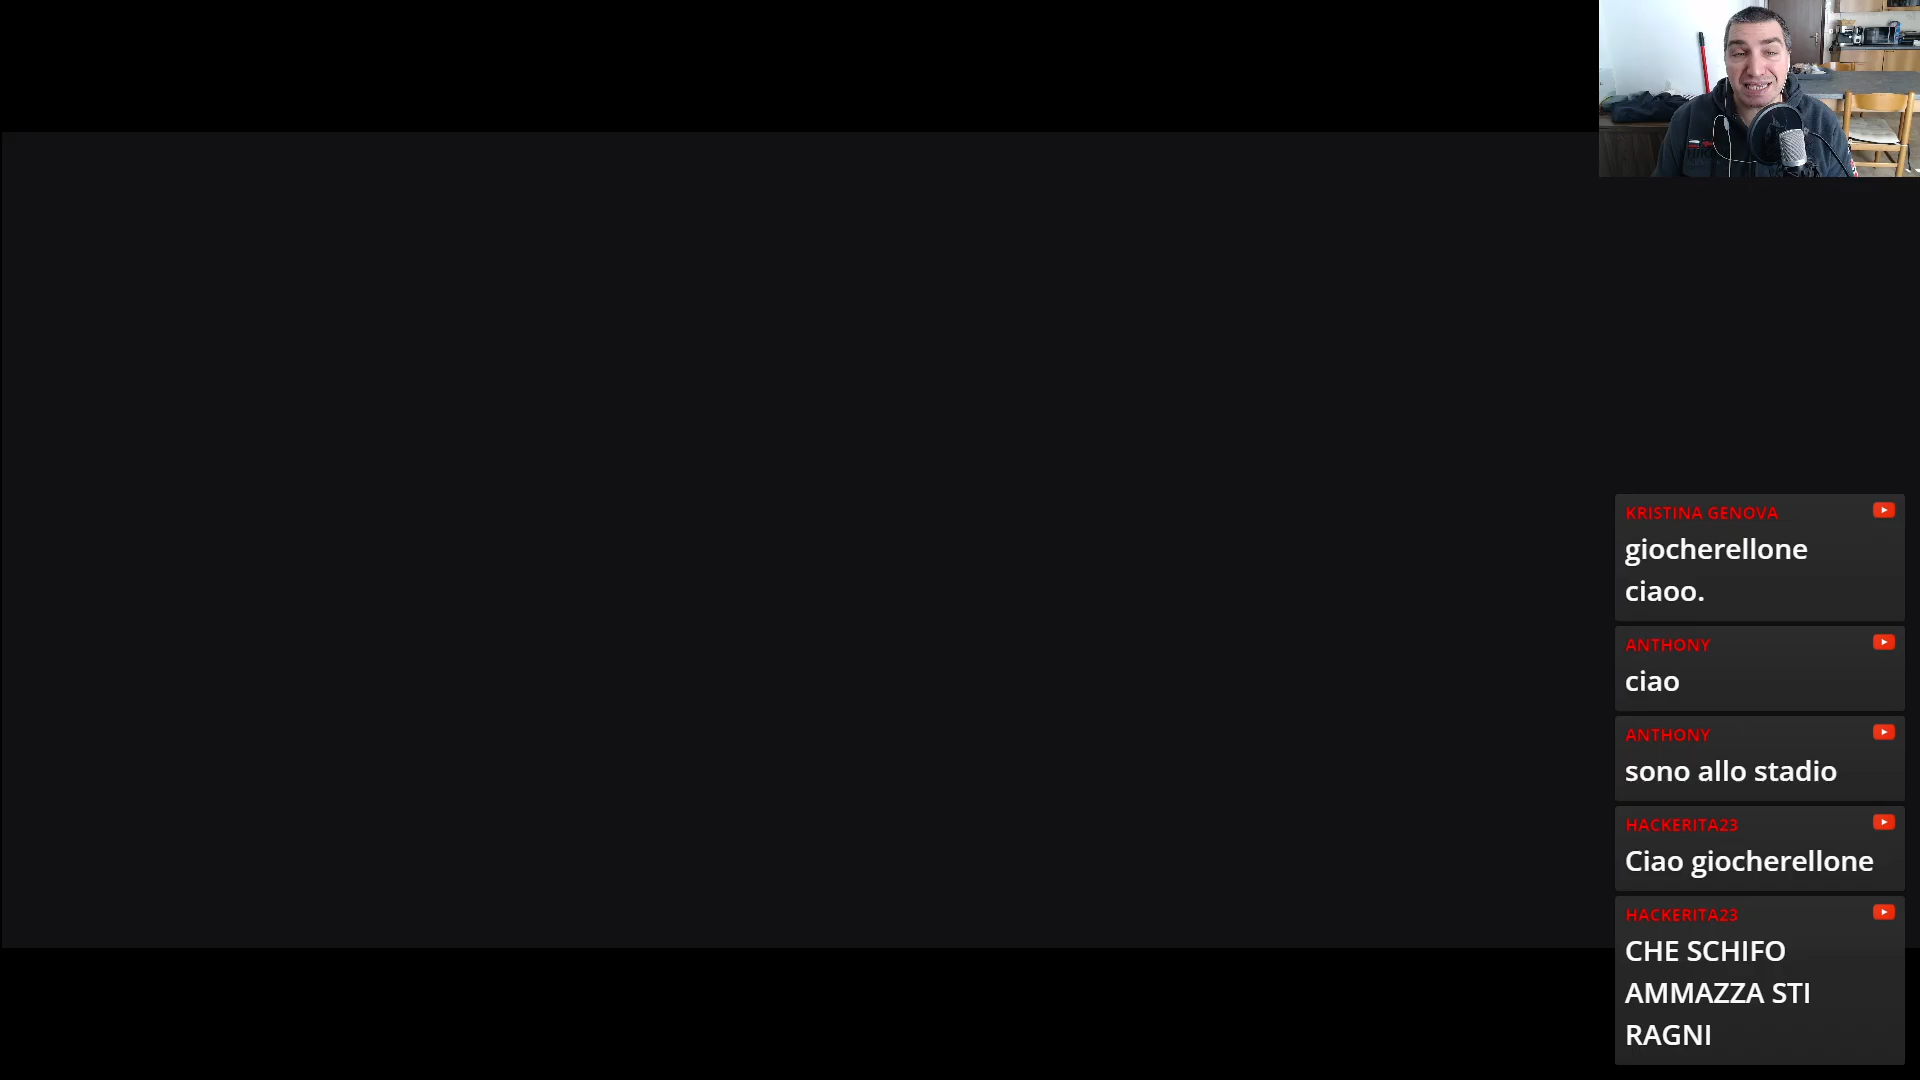 KRISTINA GENOVA
giocherellone
ciaoo.
ANTHONY
ciao
ANTHONY
sono allo stadio
HACKERITA23
Ciao giocherellone
HACKERITA23
CHE SCHIFO
AMMAZZA STI
RAGNI